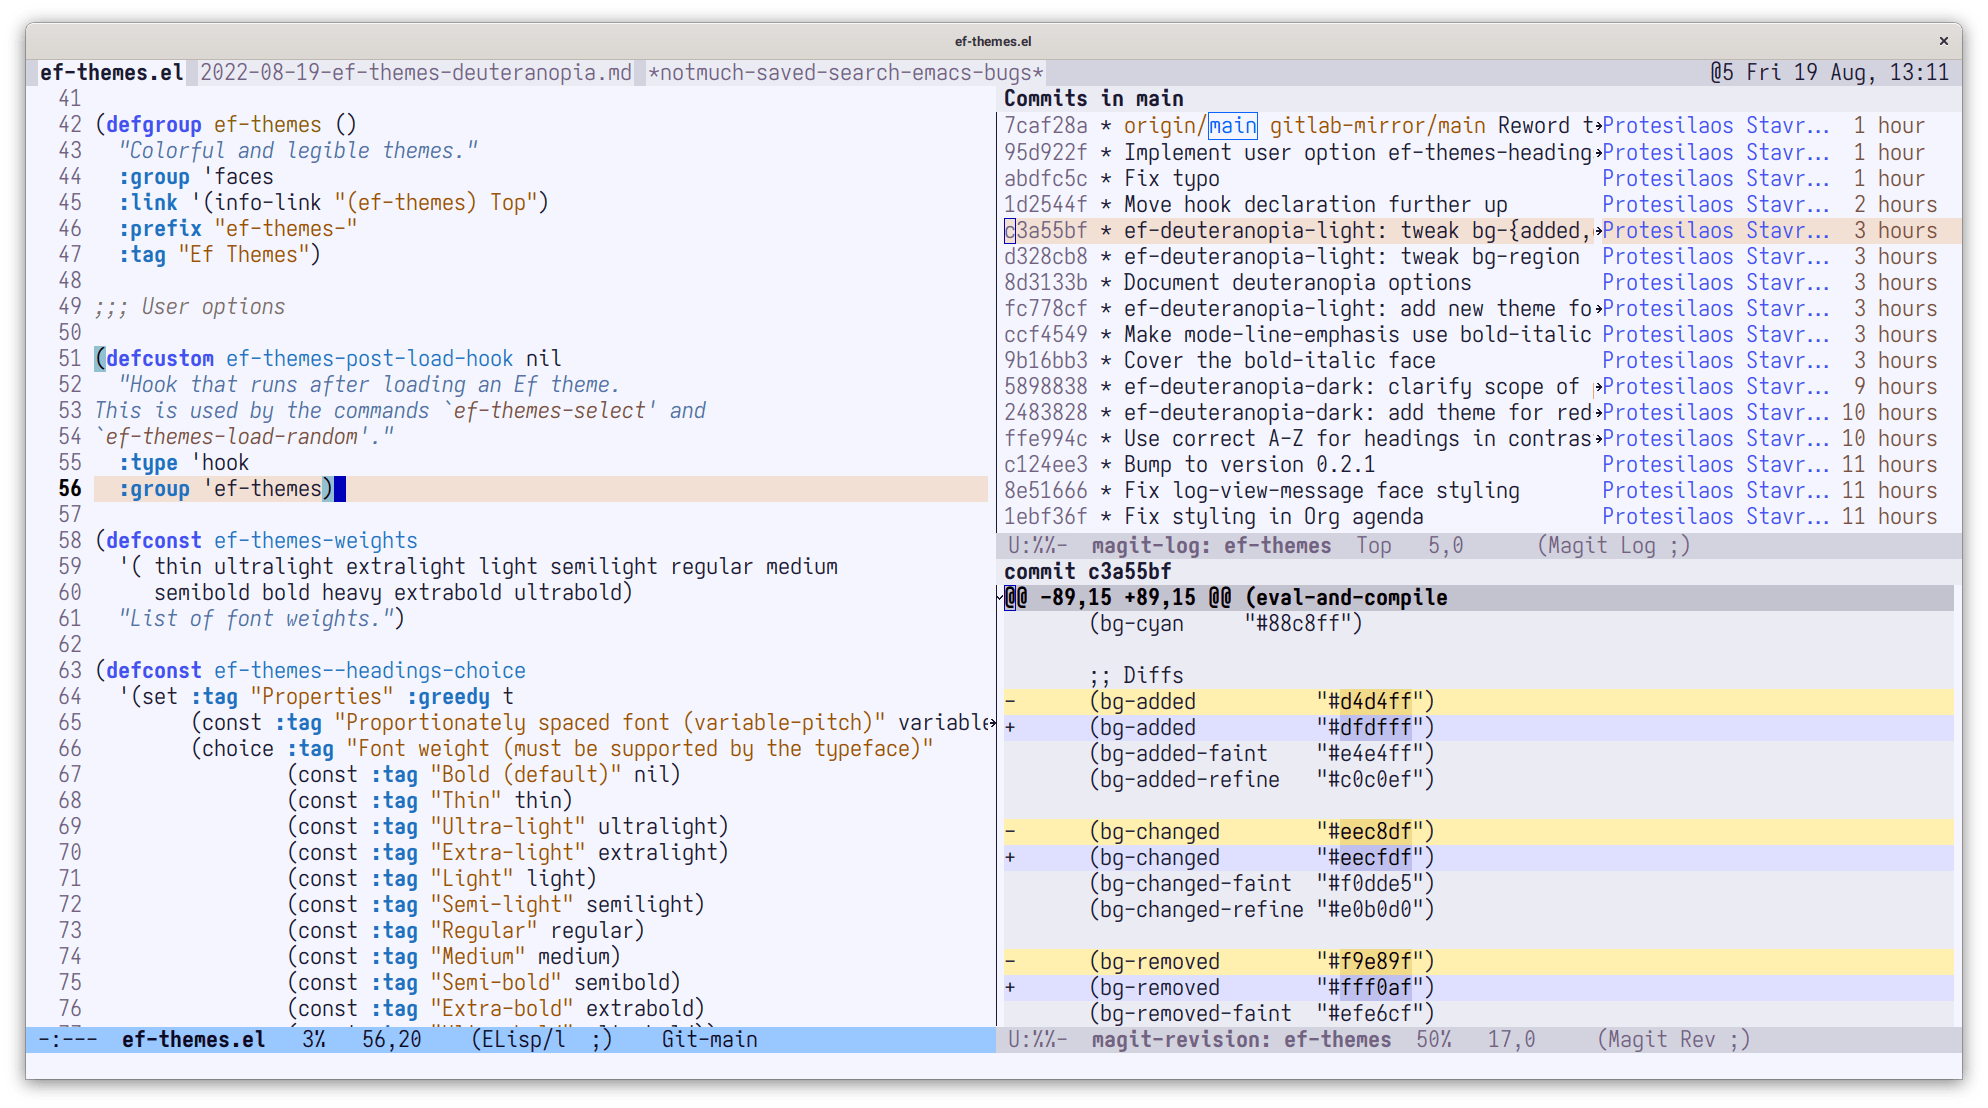 ef-themes.el
×
ef-themes.el 2022-08-19-ef-themes-deuteranopia.md *notmuch-saved-search-emacs-bugs* @5 Fri 19 Aug, 13:11
41
42 (defgroup ef-themes ()
43   "Colorful and legible themes."
44   :group 'faces
45   :link '(info-link "(ef-themes) Top")
46   :prefix "ef-themes-"
47   :tag "Ef Themes")
48
49 ;;; User options
50
51 (defcustom ef-themes-post-load-hook nil
52   "Hook that runs after loading an Ef theme.
53 This is used by the commands `ef-themes-select' and
54 `ef-themes-load-random'."
55   :type 'hook
56   :group 'ef-themes)
57
58 (defconst ef-themes-weights
59   '( thin ultralight extralight light semilight regular medium
60      semibold bold heavy extrabold ultrabold)
61   "List of font weights.")
62
63 (defconst ef-themes--headings-choice
64   '(set :tag "Properties" :greedy t
65         (const :tag "Proportionately spaced font (variable-pitch)" variable
66         (choice :tag "Font weight (must be supported by the typeface)"
67                 (const :tag "Bold (default)" nil)
68                 (const :tag "Thin" thin)
69                 (const :tag "Ultra-light" ultralight)
70                 (const :tag "Extra-light" extralight)
71                 (const :tag "Light" light)
72                 (const :tag "Semi-light" semilight)
73                 (const :tag "Regular" regular)
74                 (const :tag "Medium" medium)
75                 (const :tag "Semi-bold" semibold)
76                 (const :tag "Extra-bold" extrabold)
-:--- ef-themes.el 3% 56,20 (ELisp/l ;) Git-main
Commits in main
7caf28a * origin/main gitlab-mirror/main Reword t Protesilaos Stavr... 1 hour
95d922f * Implement user option ef-themes-heading Protesilaos Stavr... 1 hour
abdfc5c * Fix typo Protesilaos Stavr... 1 hour
1d2544f * Move hook declaration further up Protesilaos Stavr... 2 hours
c3a55bf * ef-deuteranopia-light: tweak bg-{added, Protesilaos Stavr... 3 hours
d328cb8 * ef-deuteranopia-light: tweak bg-region Protesilaos Stavr... 3 hours
8d3133b * Document deuteranopia options Protesilaos Stavr... 3 hours
fc778cf * ef-deuteranopia-light: add new theme fo Protesilaos Stavr... 3 hours
ccf4549 * Make mode-line-emphasis use bold-italic Protesilaos Stavr... 3 hours
9b16bb3 * Cover the bold-italic face Protesilaos Stavr... 3 hours
5898838 * ef-deuteranopia-dark: clarify scope of Protesilaos Stavr... 9 hours
2483828 * ef-deuteranopia-dark: add theme for red Protesilaos Stavr... 10 hours
ffe994c * Use correct A-Z for headings in contras Protesilaos Stavr... 10 hours
c124ee3 * Bump to version 0.2.1 Protesilaos Stavr... 11 hours
8e51666 * Fix log-view-message face styling Protesilaos Stavr... 11 hours
1ebf36f * Fix styling in Org agenda Protesilaos Stavr... 11 hours
U:%%- magit-log: ef-themes Top 5,0 (Magit Log ;)
commit c3a55bf
@@ -89,15 +89,15 @@ (eval-and-compile
(bg-cyan "#88c8ff")
;; Diffs
- (bg-added "#d4d4ff")
+ (bg-added "#dfdfff")
(bg-added-faint "#e4e4ff")
(bg-added-refine "#c0c0ef")
- (bg-changed "#eec8df")
+ (bg-changed "#eecfdf")
(bg-changed-faint "#f0dde5")
(bg-changed-refine "#e0b0d0")
- (bg-removed "#f9e89f")
+ (bg-removed "#fff0af")
(bg-removed-faint "#efe6cf")
U:%%- magit-revision: ef-themes 50% 17,0 (Magit Rev ;)